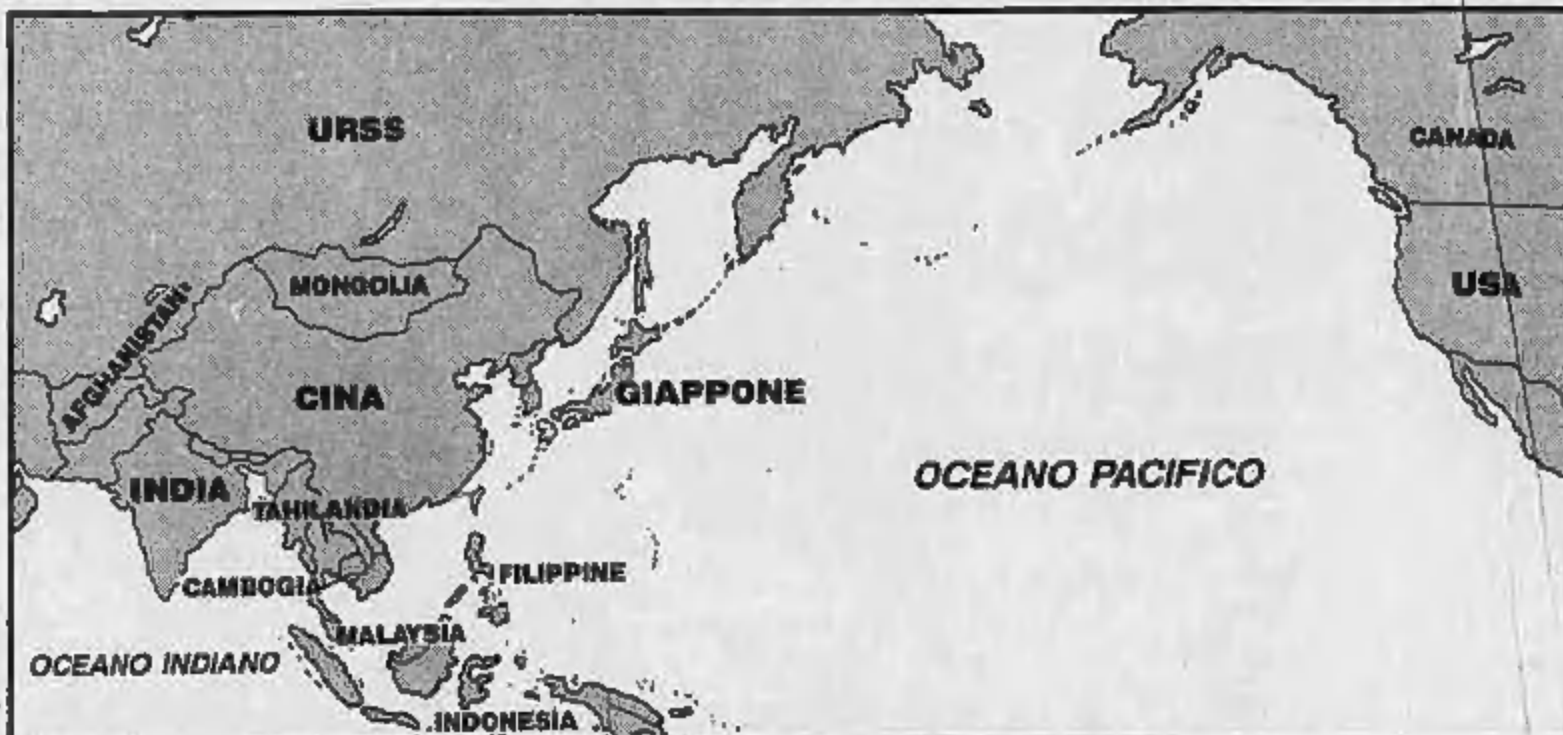 URSS
CANADA
MONGOLIA
USA
AFGHANISTAN
CINA
GIAPPONE
OCEANO PACIFICO
INDIA
TAHILANDIA
FILIPPINE
CAMBOGIA
MALAYSIA
OCEANO INDIANO
INDONESIA